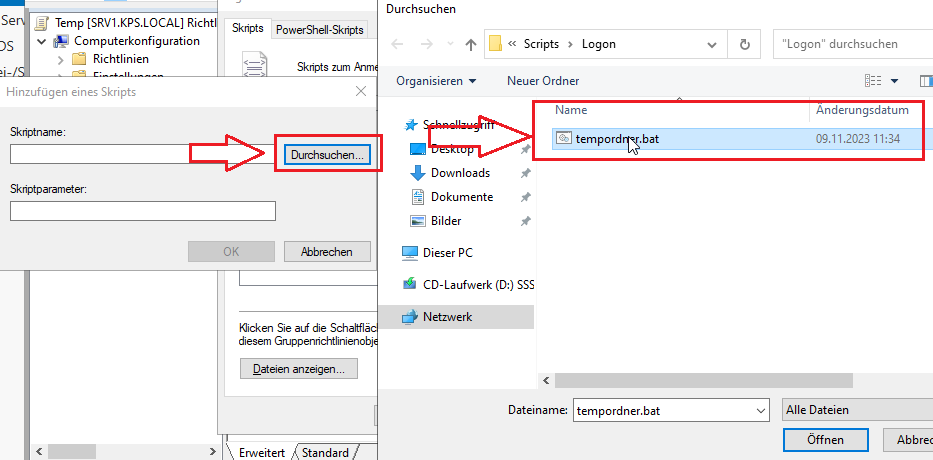 Serv
Temp [SRV1.KPS.LOCAL] Richtl
Computerkonfiguration
Richtlinien
Einstellungen
OS
ei-/S
Skripts
PowerShell-Skripts
Skripts zum Anme
Hinzufügen eines Skripts
Skriptname:
Durchsuchen...
Skriptparameter:
OK
Abbrechen
Klicken Sie auf die Schaltfläc
diesem Gruppenrichtlinienobje
Dateien anzeigen...
Erweitert
Standard
Durchsuchen
« Scripts > Logon
"Logon" durchsuchen
Organisieren
Neuer Ordner
Name
Änderungsdatum
Schnellzugriff
tempordner.bat
09.11.2023 11:34
Desktop
Downloads
Dokumente
Bilder
Dieser PC
CD-Laufwerk (D:) SSS
Netzwerk
Dateiname:
tempordner.bat
Alle Dateien
Öffnen
Abbrec